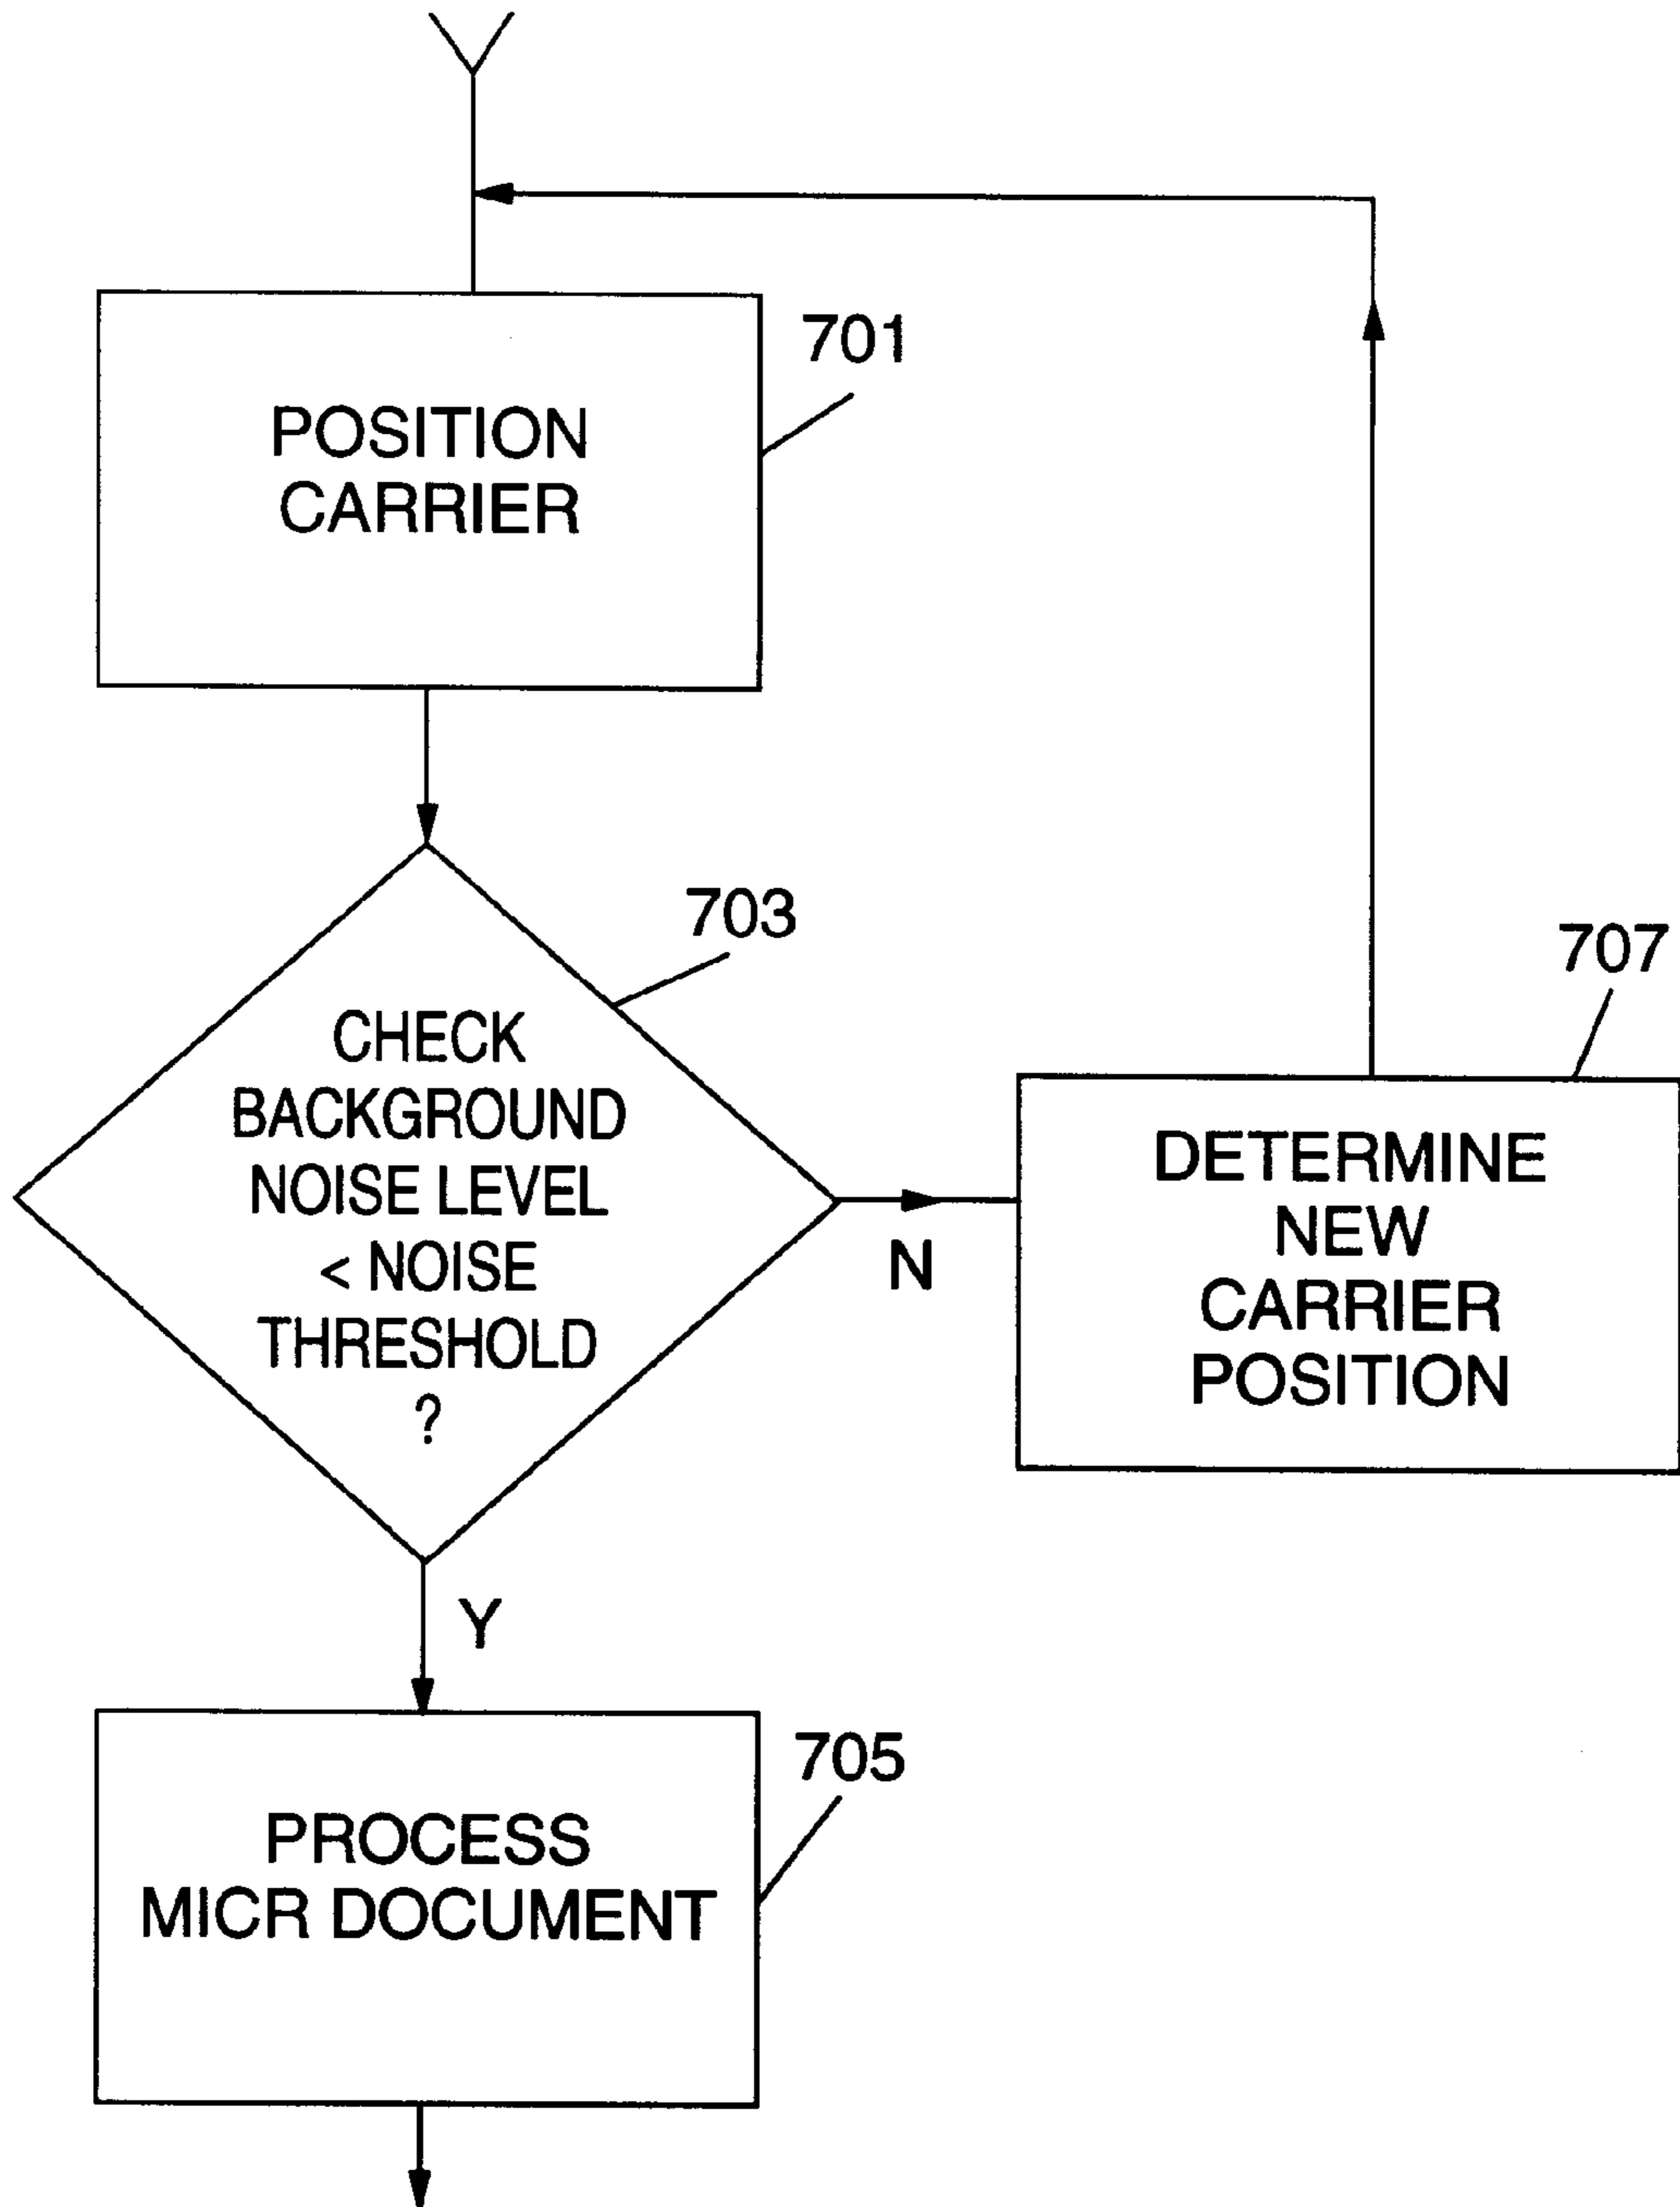 701
POSITION
CARRIER
703
CHECK
BACKGROUND
NOISE LEVEL
< NOISE
THRESHOLD
?
N
707
DETERMINE
NEW
CARRIER
POSITION
Y
705
PROCESS
MICR DOCUMENT